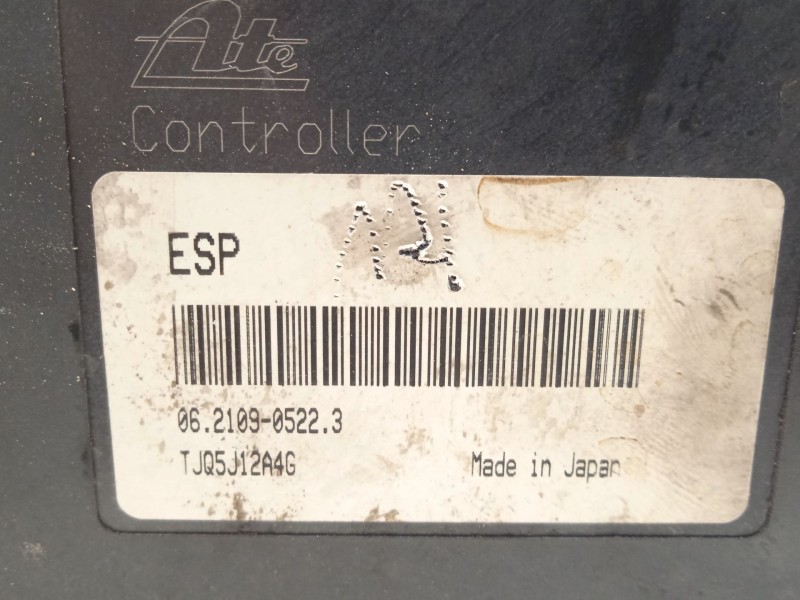 Ate
Controller
ESP
06.2109-0522.3
TJQ5J12A4G
Made in Japan